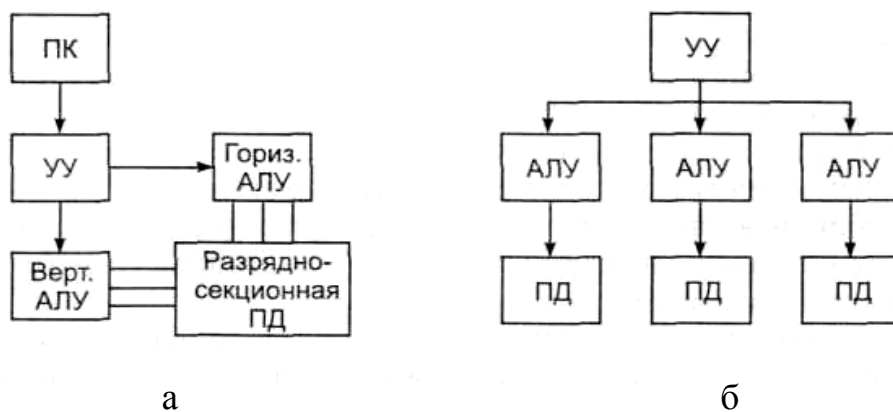 ПК
УУ
УУ
Гориз.
АЛУ
АЛУ
АЛУ
АЛУ
Верт.
АЛУ
Разрядно-
секционная
ПД
ПД
ПД
ПД
а
б